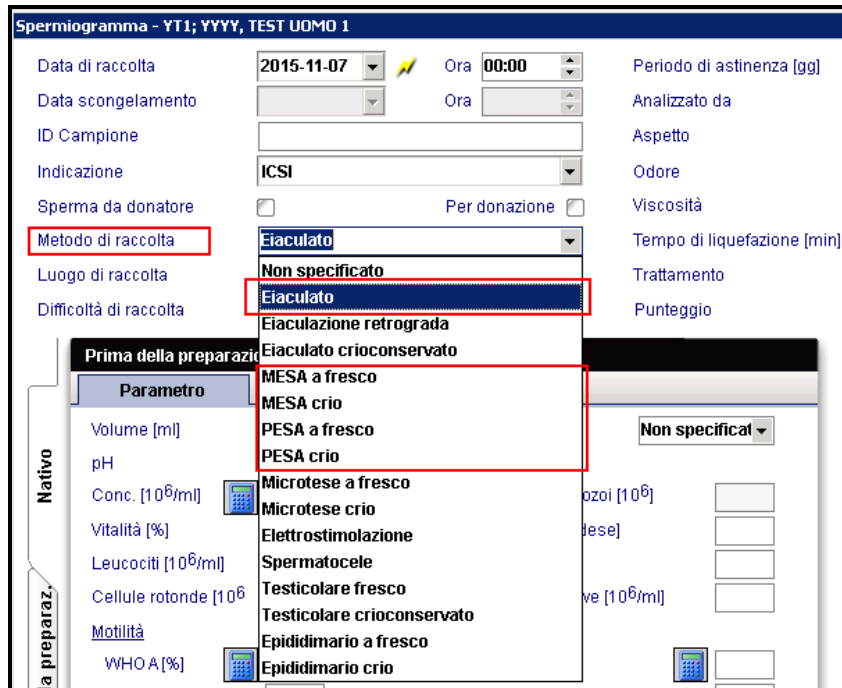 Spermiogramma - YT1; YYYY, TEST UOMO 1
Data di raccolta 2015-11-07 Ora 00:00 Periodo di astinenza [gg]
Data scongelamento Ora Analizzato da
ID Campione Aspetto
Indicazione ICSI Odore
Sperma da donatore Per donazione Viscosità
Metodo di raccolta Eiaculato Tempo di liquefazione [min]
Luogo di raccolta Non specificato Trattamento
Difficoltà di raccolta Eiaculato Punteggio
Eiaculazione retrograda
Prima della preparazio Eiaculato crioconservato
Parametro MESA a fresco
MESA crio
Volume [ml] PESA a fresco Non specificat
pH PESA crio
Nativo
Conc. [10⁶/ml] Microtese a fresco ozoi [10⁶]
Microtese crio
Vitalità [%] Elettrostimolazione dese]
Leucociti [10⁶/ml] Spermatocele
Cellule rotonde [10⁶ Testicolare fresco ve [10⁶/ml]
Testicolare crioconservato
Motilità Epididimario a fresco
WHO A [%] Epididimario crio
la preparaz.